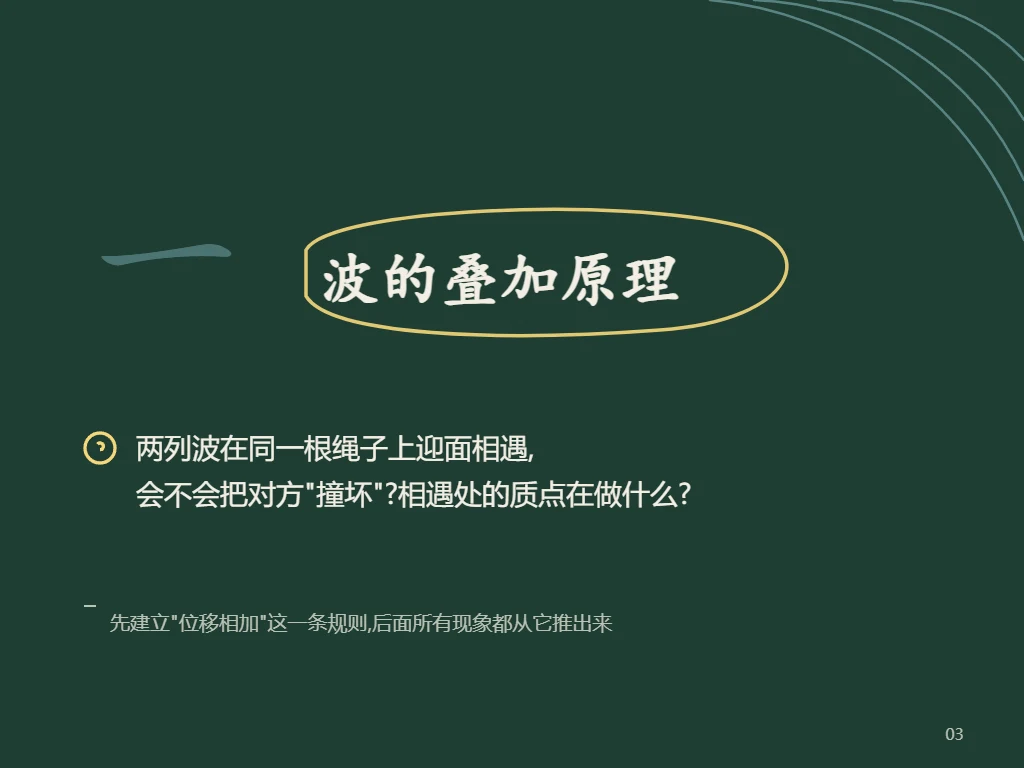 一
波的叠加原理
两列波在同一根绳子上迎面相遇,
会不会把对方"撞坏"?相遇处的质点在做什么?
先建立"位移相加"这一条规则,后面所有现象都从它推出来
03